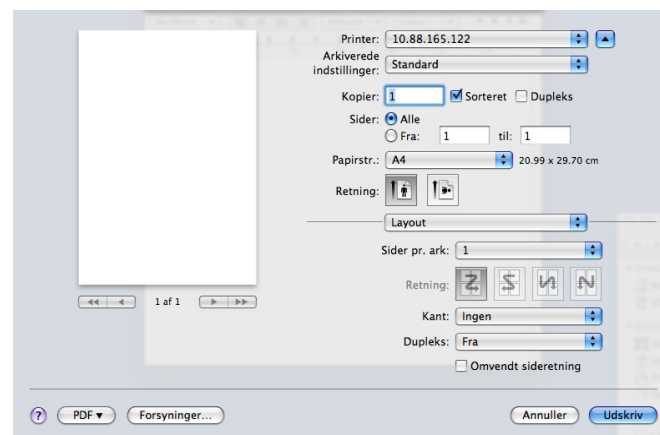 Printer: 10.88.165.122
Arkiverede indstillinger: Standard
Kopier: 1 Sorteret Dupleks
Sider: Alle
Fra: 1 til: 1
Papirstr.: A4 20.99 x 29.70 cm
Retning:
Layout
Sider pr. ark: 1
Retning:
1 af 1
Kant: Ingen
Dupleks: Fra
Omvendt sideretning
? PDF Forsyninger... Annuller Udskriv